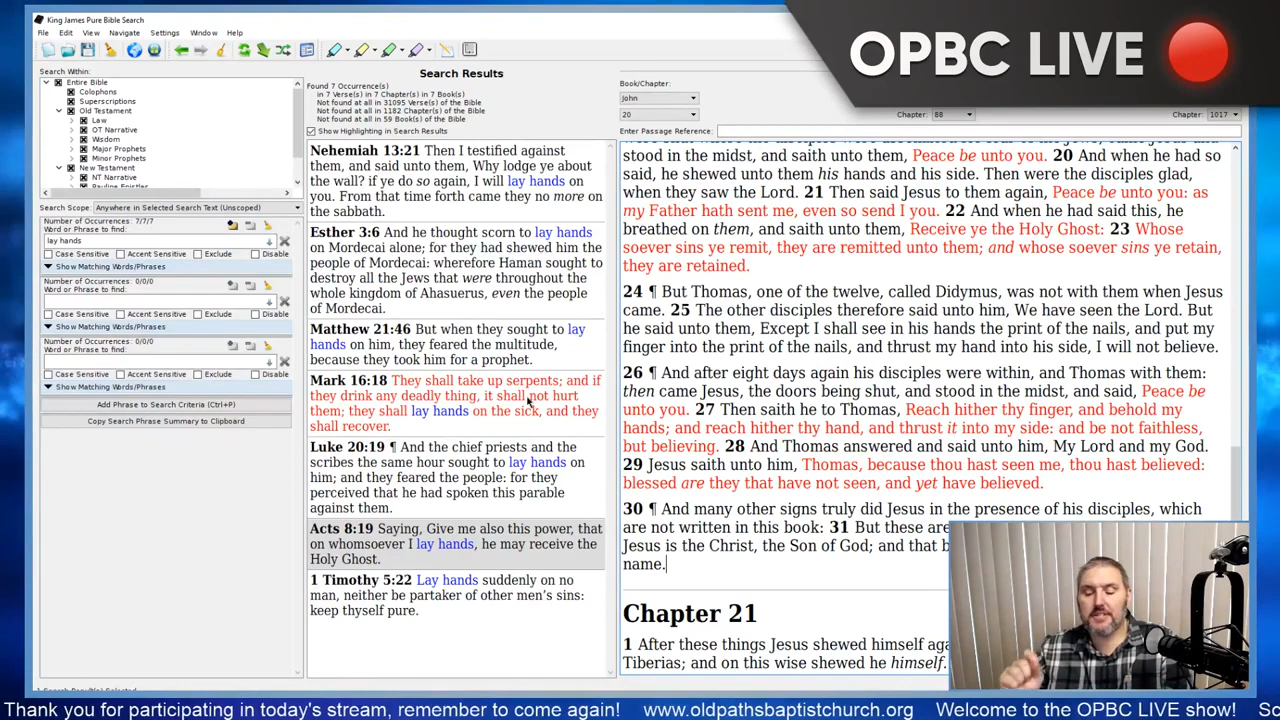 King James Pure Bible Search
File Edit View Navigate Settings Window Help
OPBC LIVE
Search Within:
Entire Bible
Colophons
Superscriptions
Old Testament
Law
OT Narrative
Wisdom
Major Prophets
Minor Prophets
New Testament
NT Narrative
Pauline Epistles
Search Scope: Anywhere in Selected Search Text (Unscoped)
Number of Occurrences: 7/7/7
Word or Phrase to find:
lay hands
Case Sensitive Accent Sensitive Exclude Disable
Show Matching Words/Phrases
Number of Occurrences: 0/0/0
Word or Phrase to find:
Case Sensitive Accent Sensitive Exclude Disable
Show Matching Words/Phrases
Number of Occurrences: 0/0/0
Word or Phrase to find:
Case Sensitive Accent Sensitive Exclude Disable
Show Matching Words/Phrases
Add Phrase to Search Criteria (Ctrl+P)
Copy Search Phrase Summary to Clipboard
Search Results
Found 7 Occurrence(s)
in 7 Verse(s) in 7 Chapter(s) in 7 Book(s)
Not found at all in 31095 Verse(s) of the Bible
Not found at all in 1182 Chapter(s) of the Bible
Not found at all in 59 Book(s) of the Bible
Show Highlighting in Search Results
Nehemiah 13:21 Then I testified against
them, and said unto them, Why lodge ye about
the wall? if ye do so again, I will lay hands on
you. From that time forth came they no more on
the sabbath.
Esther 3:6 And he thought scorn to lay hands
on Mordecai alone; for they had shewed him the
people of Mordecai: wherefore Haman sought to
destroy all the Jews that were throughout the
whole kingdom of Ahasuerus, even the people
of Mordecai.
Matthew 21:46 But when they sought to lay
hands on him, they feared the multitude,
because they took him for a prophet.
Mark 16:18 They shall take up serpents; and if
they drink any deadly thing, it shall not hurt
them; they shall lay hands on the sick, and they
shall recover.
Luke 20:19 ¶ And the chief priests and the
scribes the same hour sought to lay hands on
him; and they feared the people: for they
perceived that he had spoken this parable
against them.
Acts 8:19 Saying, Give me also this power, that
on whomsoever I lay hands, he may receive the
Holy Ghost.
1 Timothy 5:22 Lay hands suddenly on no
man, neither be partaker of other men's sins:
keep thyself pure.
Book/Chapter:
John
20
Chapter: 88
Chapter: 1017
Enter Passage Reference:
stood in the midst, and saith unto them, Peace be unto you. 20 And when he had so
said, he shewed unto them his hands and his side. Then were the disciples glad,
when they saw the Lord. 21 Then said Jesus to them again, Peace be unto you: as
my Father hath sent me, even so send I you. 22 And when he had said this, he
breathed on them, and saith unto them, Receive ye the Holy Ghost: 23 Whose
soever sins ye remit, they are remitted unto them; and whose soever sins ye retain,
they are retained.
24 ¶ But Thomas, one of the twelve, called Didymus, was not with them when Jesus
came. 25 The other disciples therefore said unto him, We have seen the Lord. But
he said unto them, Except I shall see in his hands the print of the nails, and put my
finger into the print of the nails, and thrust my hand into his side, I will not believe.
26 ¶ And after eight days again his disciples were within, and Thomas with them:
then came Jesus, the doors being shut, and stood in the midst, and said, Peace be
unto you. 27 Then saith he to Thomas, Reach hither thy finger, and behold my
hands; and reach hither thy hand, and thrust it into my side: and be not faithless,
but believing. 28 And Thomas answered and said unto him, My Lord and my God.
29 Jesus saith unto him, Thomas, because thou hast seen me, thou hast believed:
blessed are they that have not seen, and yet have believed.
30 ¶ And many other signs truly did Jesus in the presence of his disciples, which
are not written in this book: 31 But these are
Jesus is the Christ, the Son of God; and that b
name.
Chapter 21
1 After these things Jesus shewed himself aga
Tiberias; and on this wise shewed he himself.
Thank you for participating in today's stream, remember to come again! www.oldpathsbaptistchurch.org Welcome to the OPBC LIVE show! So